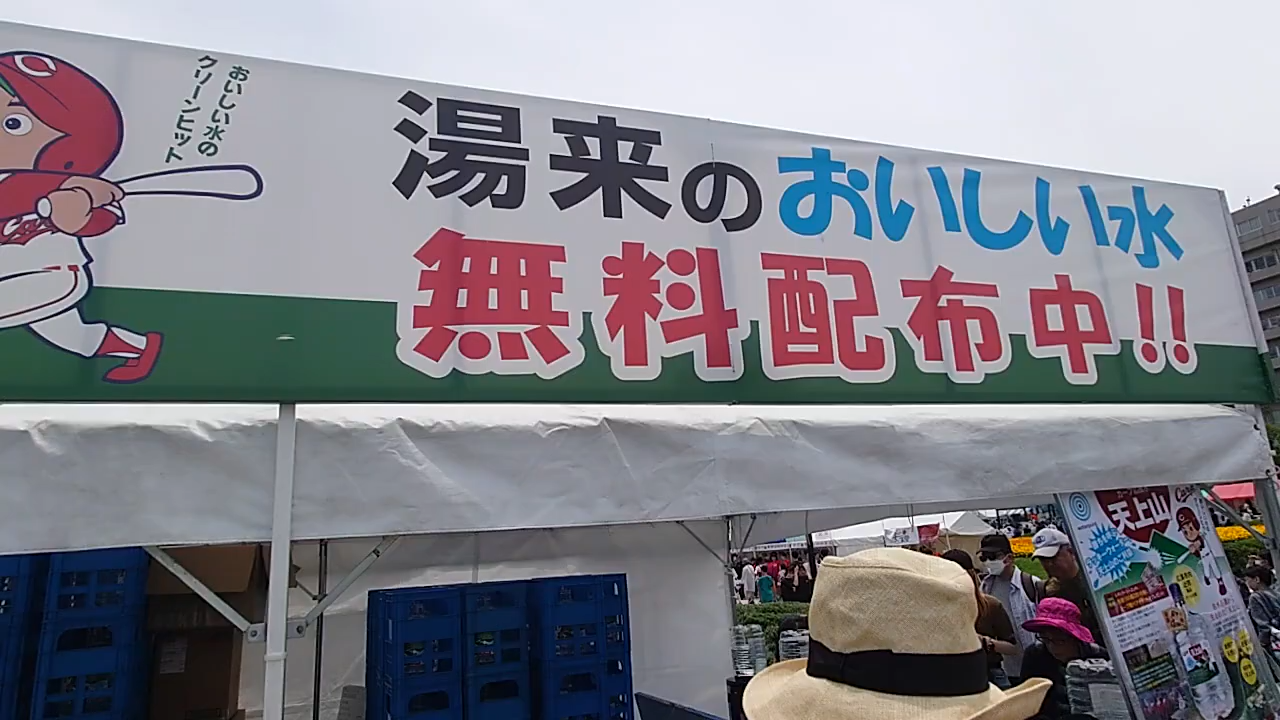 おいしい水の
クリーンヒット
湯来のおいしい水
無料配布中!!
天上山